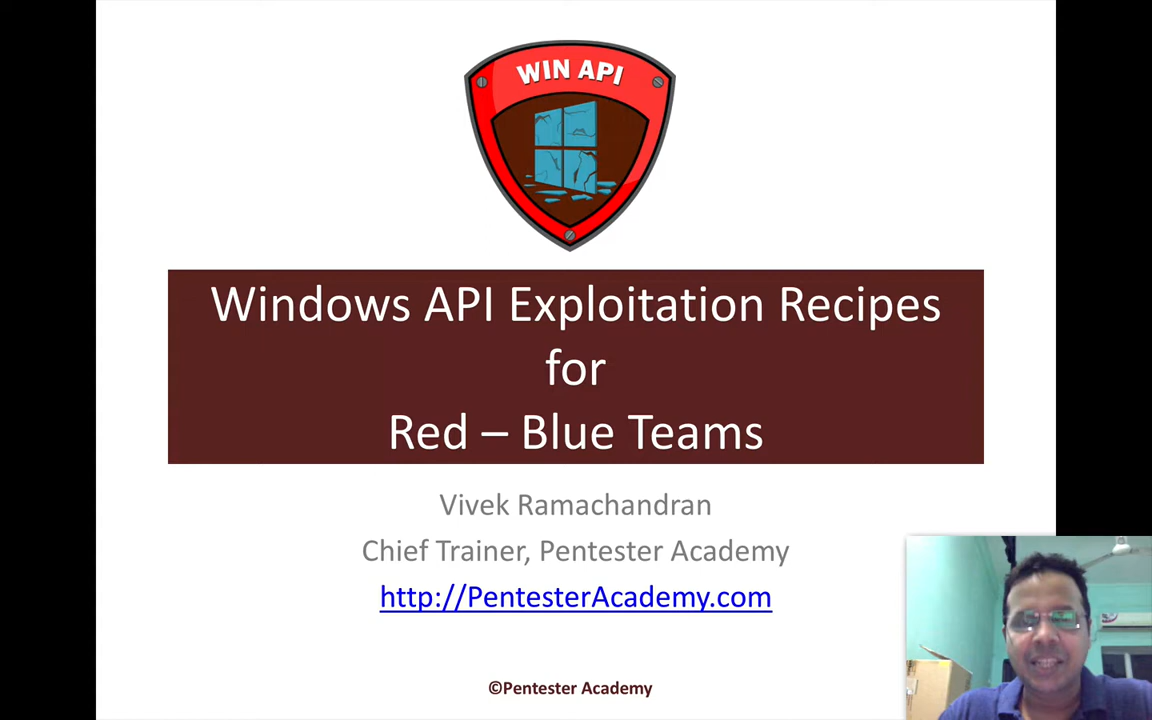 WIN API
Windows API Exploitation Recipes
for
Red – Blue Teams
Vivek Ramachandran
Chief Trainer, Pentester Academy
http://PentesterAcademy.com
©Pentester Academy